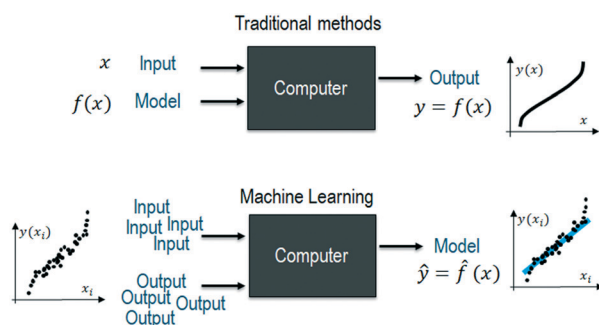 Traditional methods
x Input
f(x) Model
Computer
Output
y = f(x)
y(x)
x
Machine Learning
y(x_i)
x_i
Input
Input Input
Input
Output
Output Output
Output
Computer
Model
ŷ = f̂ (x)
y(x_i)
x_i